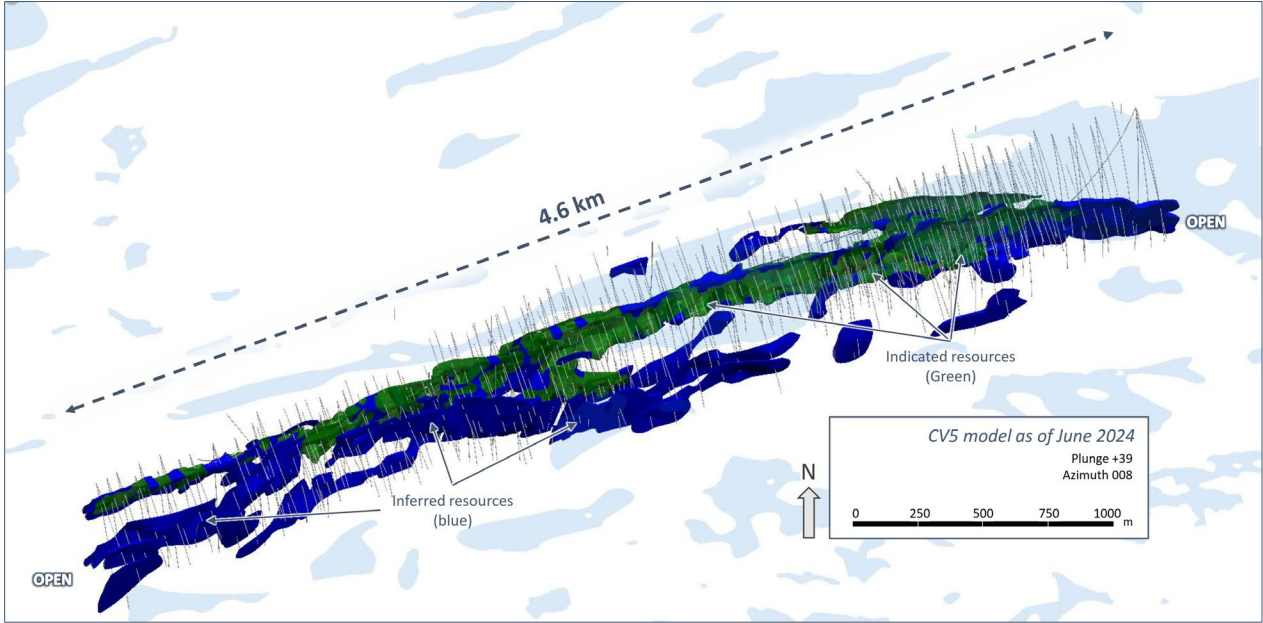 4.6 km
OPEN
Indicated resources
(Green)
CV5 model as of June 2024
Plunge +39
Azimuth 008
N
0 250 500 750 1000 m
Inferred resources
(blue)
OPEN